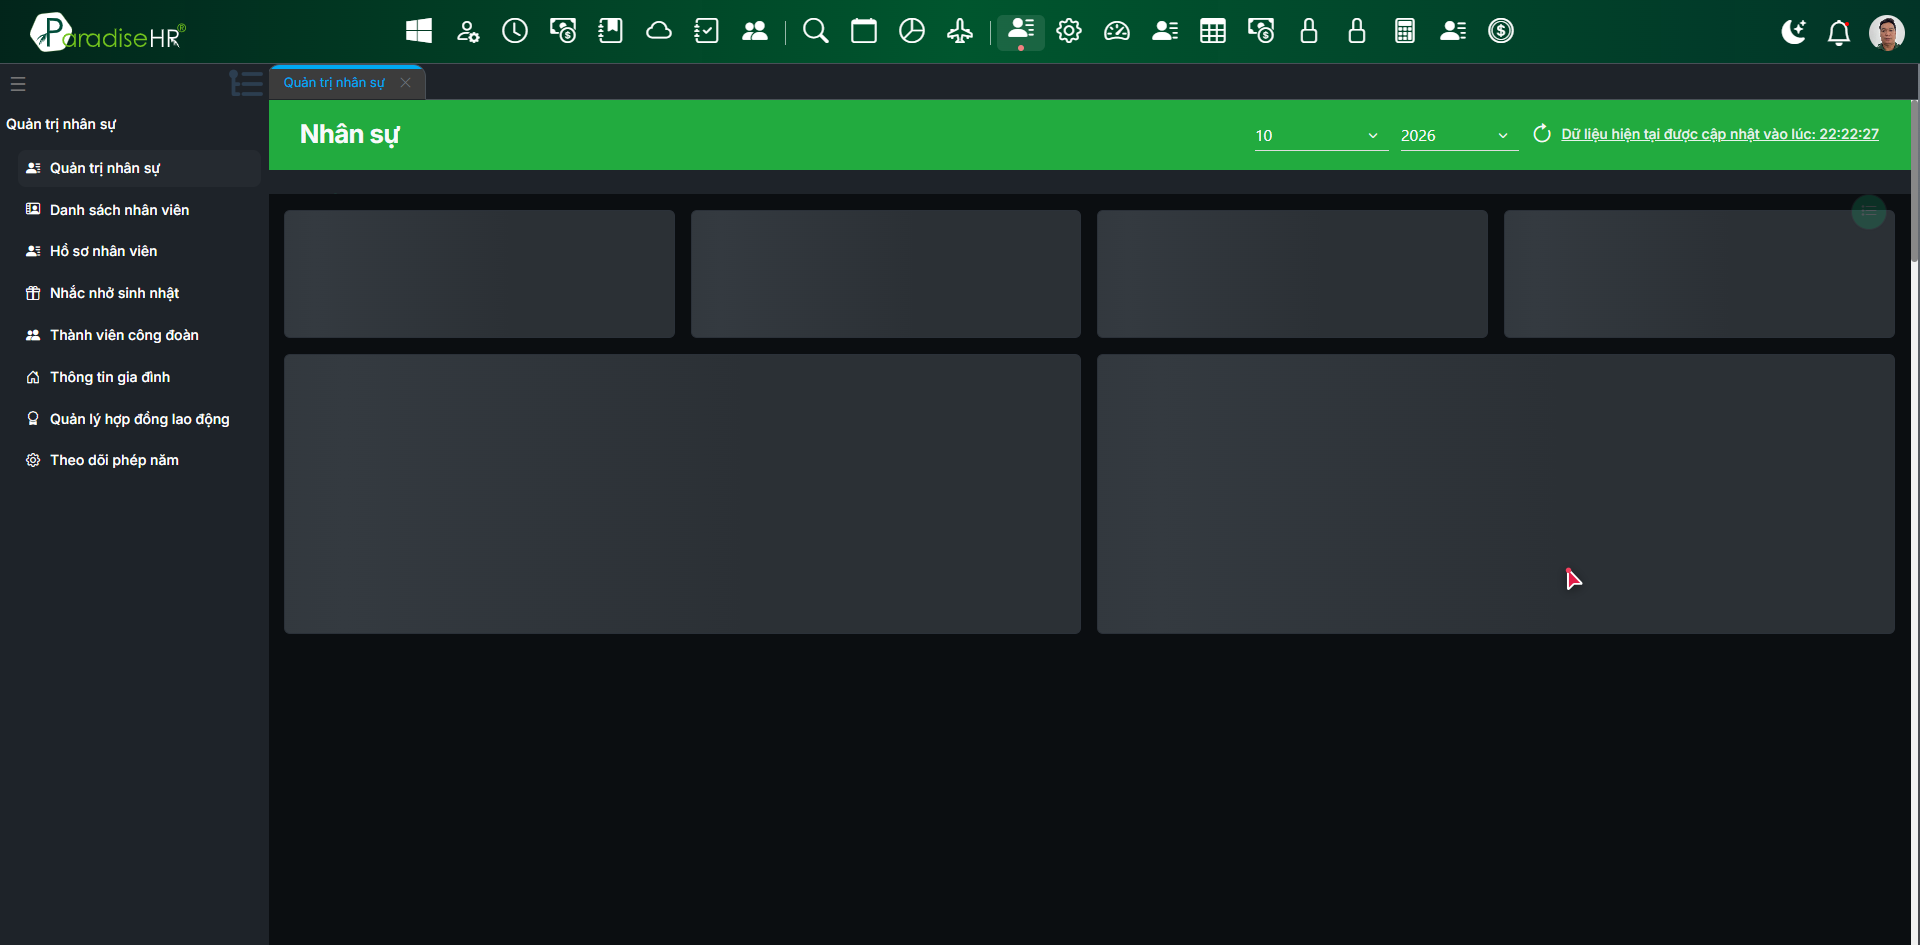 ParadiseHR®
Quản trị nhân sự
Quản trị nhân sự
Nhân sự
10
2026
Dữ liệu hiện tại được cập nhật vào lúc: 22:22:27
Quản trị nhân sự
Danh sách nhân viên
Hồ sơ nhân viên
Nhắc nhở sinh nhật
Thành viên công đoàn
Thông tin gia đình
Quản lý hợp đồng lao động
Theo dõi phép năm